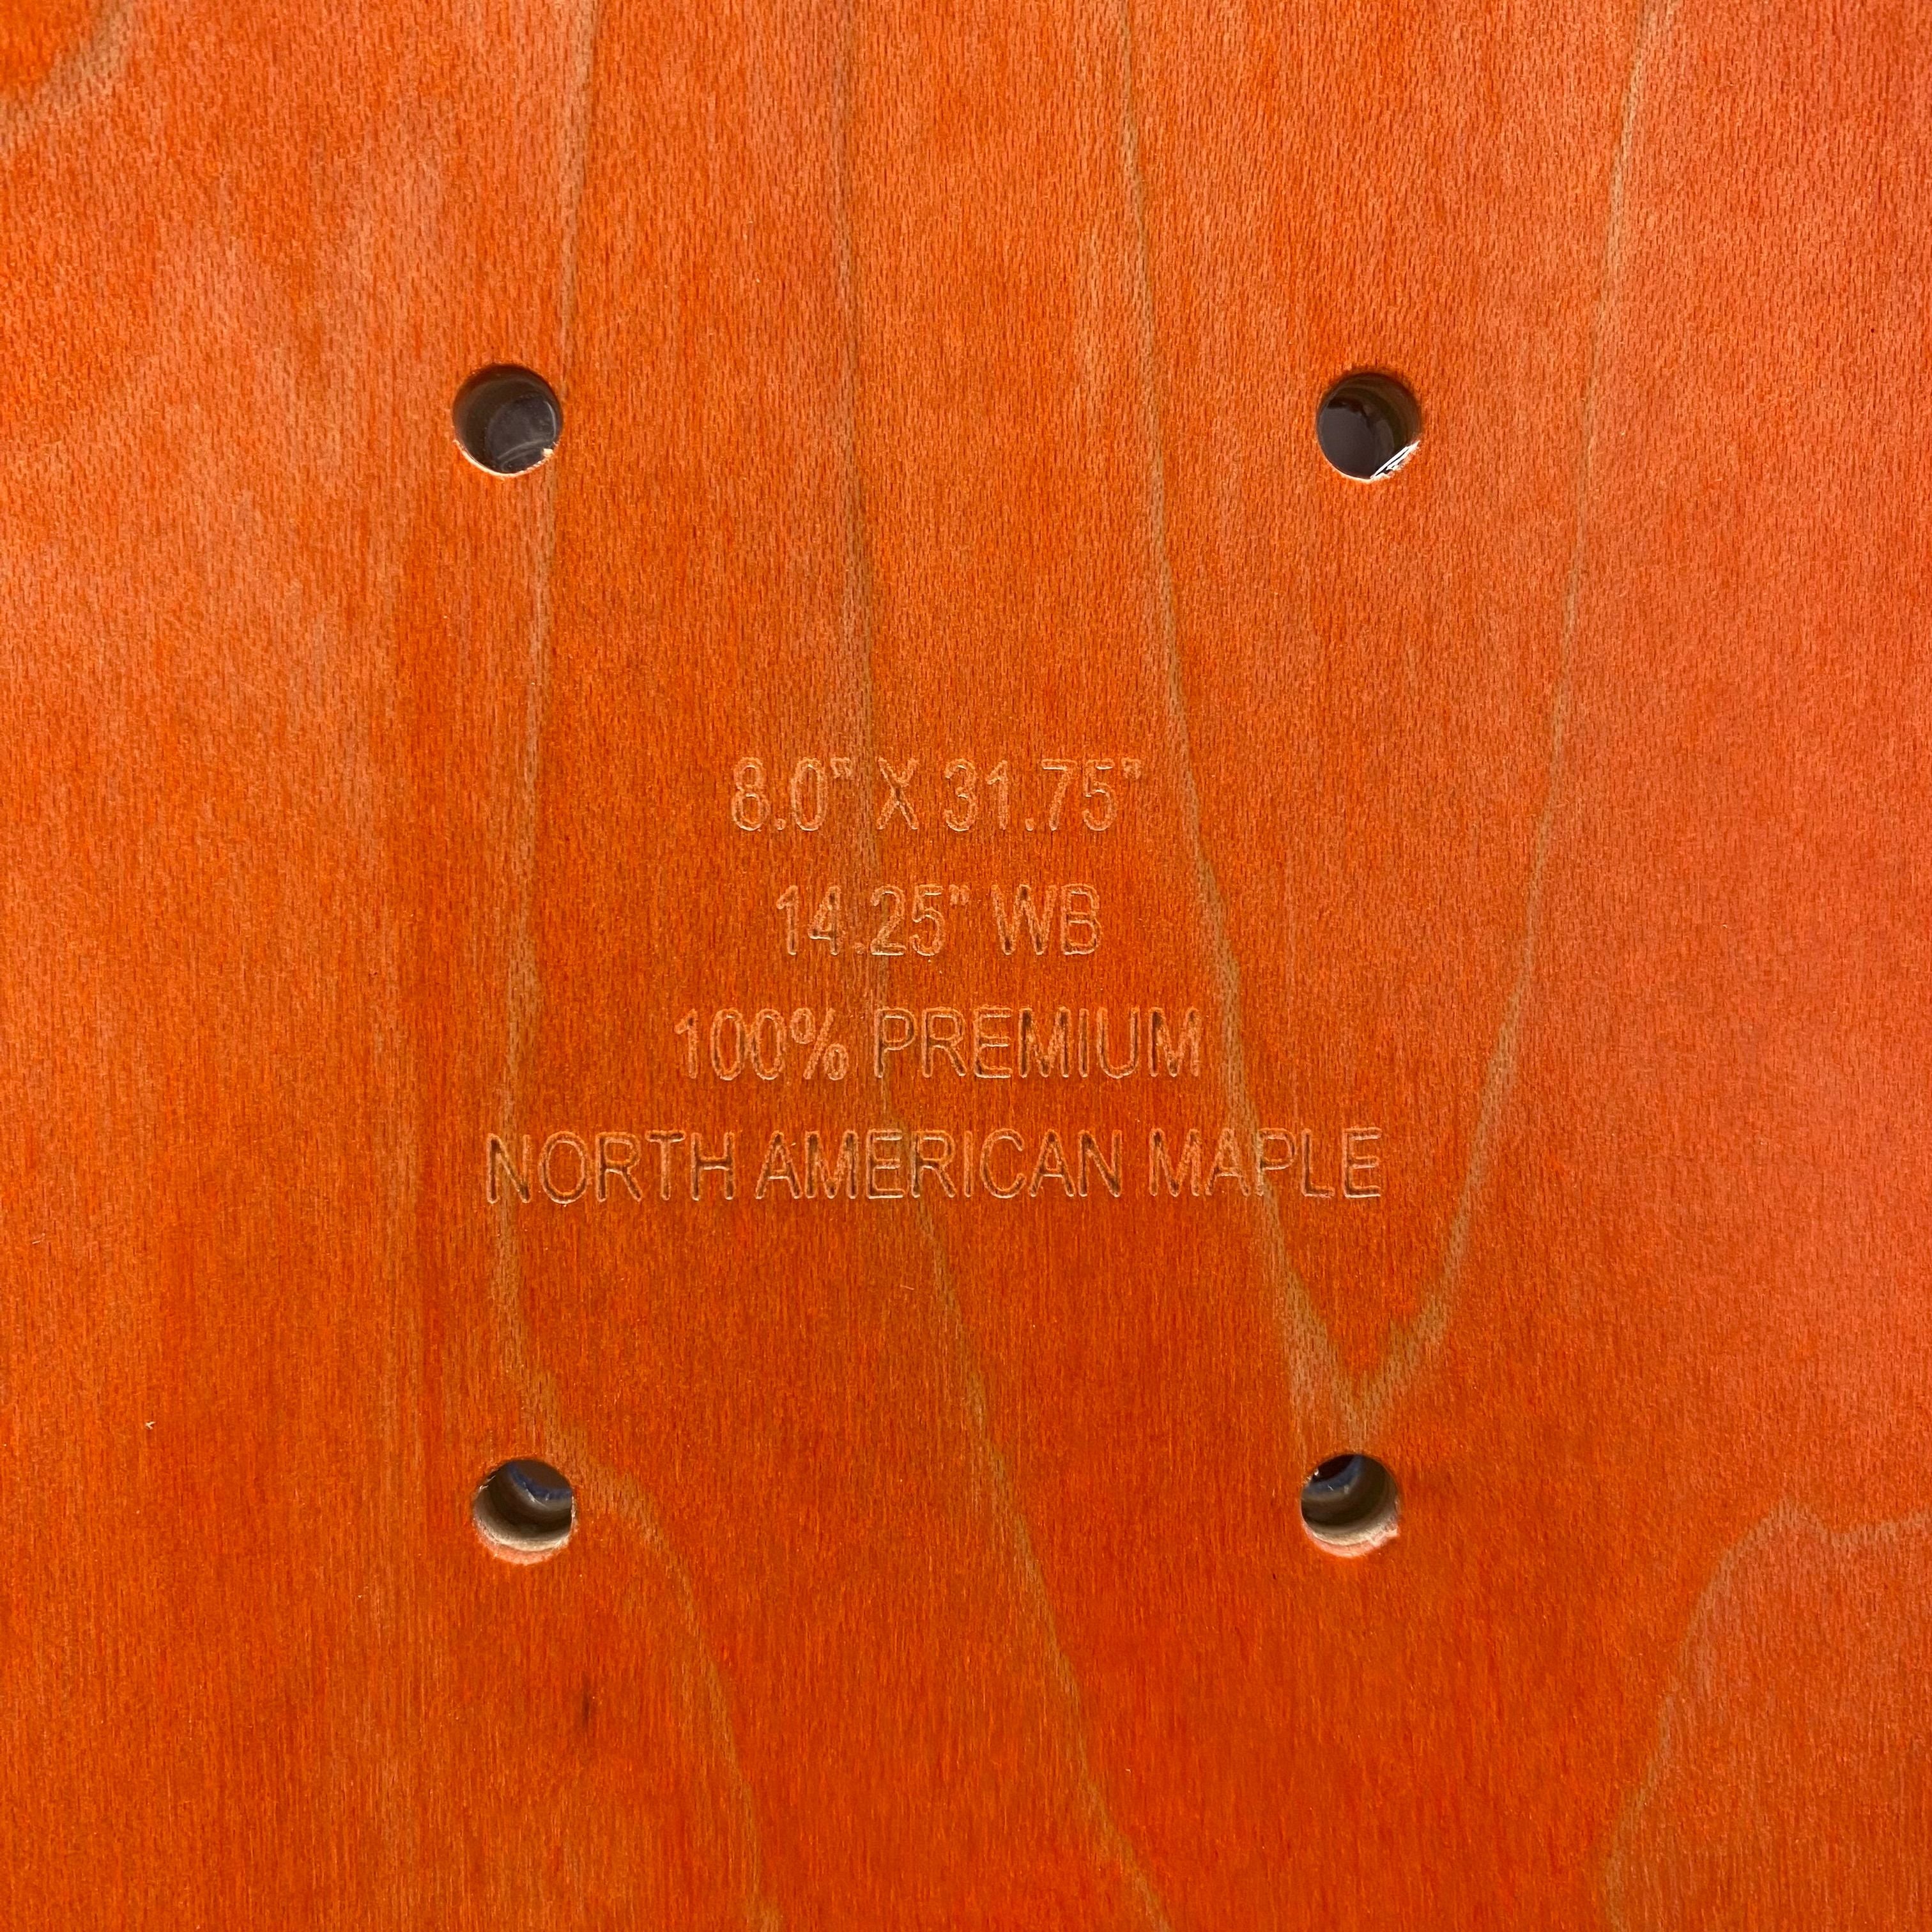 8.0" X 31.75"
14.25" WB
100% PREMIUM
NORTH AMERICAN MAPLE